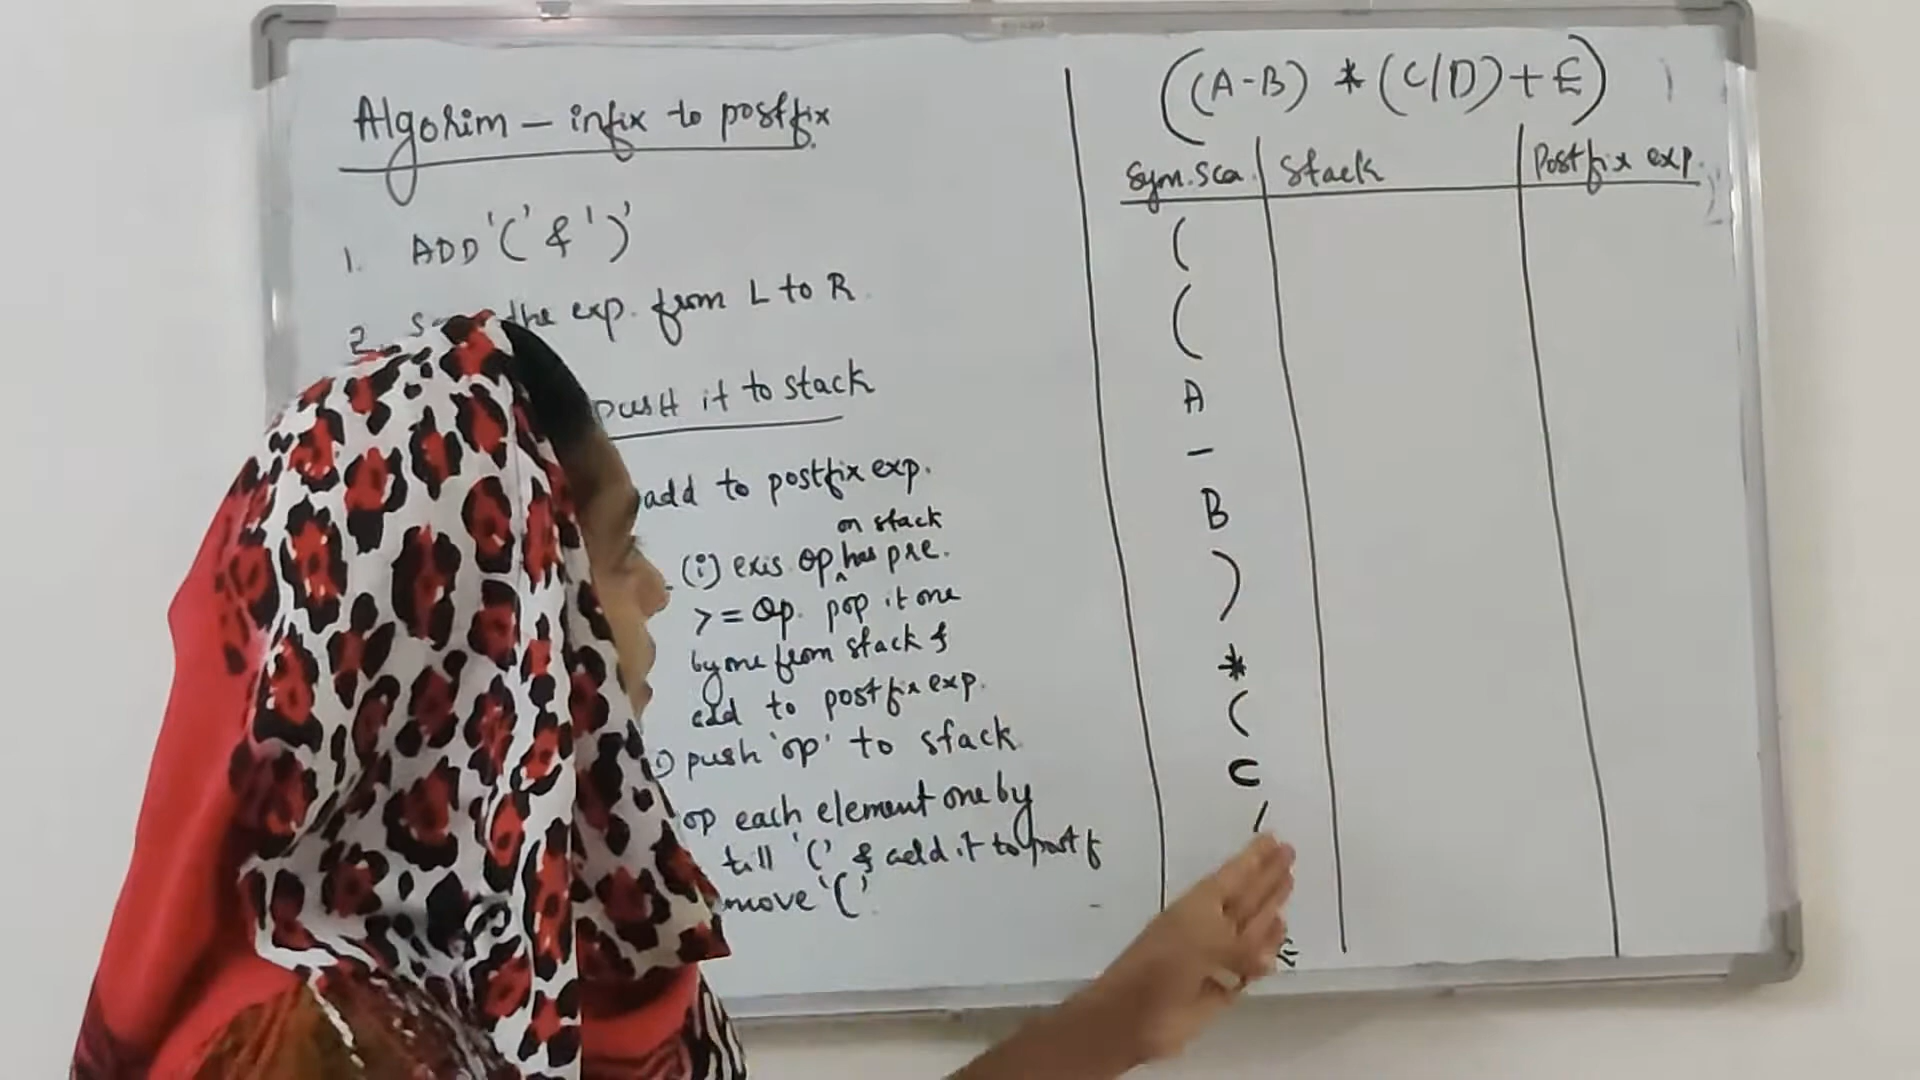 Algorim – infix to postfix
1. ADD '(' & ')'
2. the exp. from L to R.
push it to stack
add to postfix exp.
on stack
(i) exis. op has pre.
>= op. pop it one
by one from stack &
add to postfix exp.
push 'op' to stack
each element one by
till '(' & add it to postf
'('.
((A-B) * (C/D)+E)
Sym. Sca. Stack Postfix exp.
(
(
A
-
B
)
*
(
C
/
E